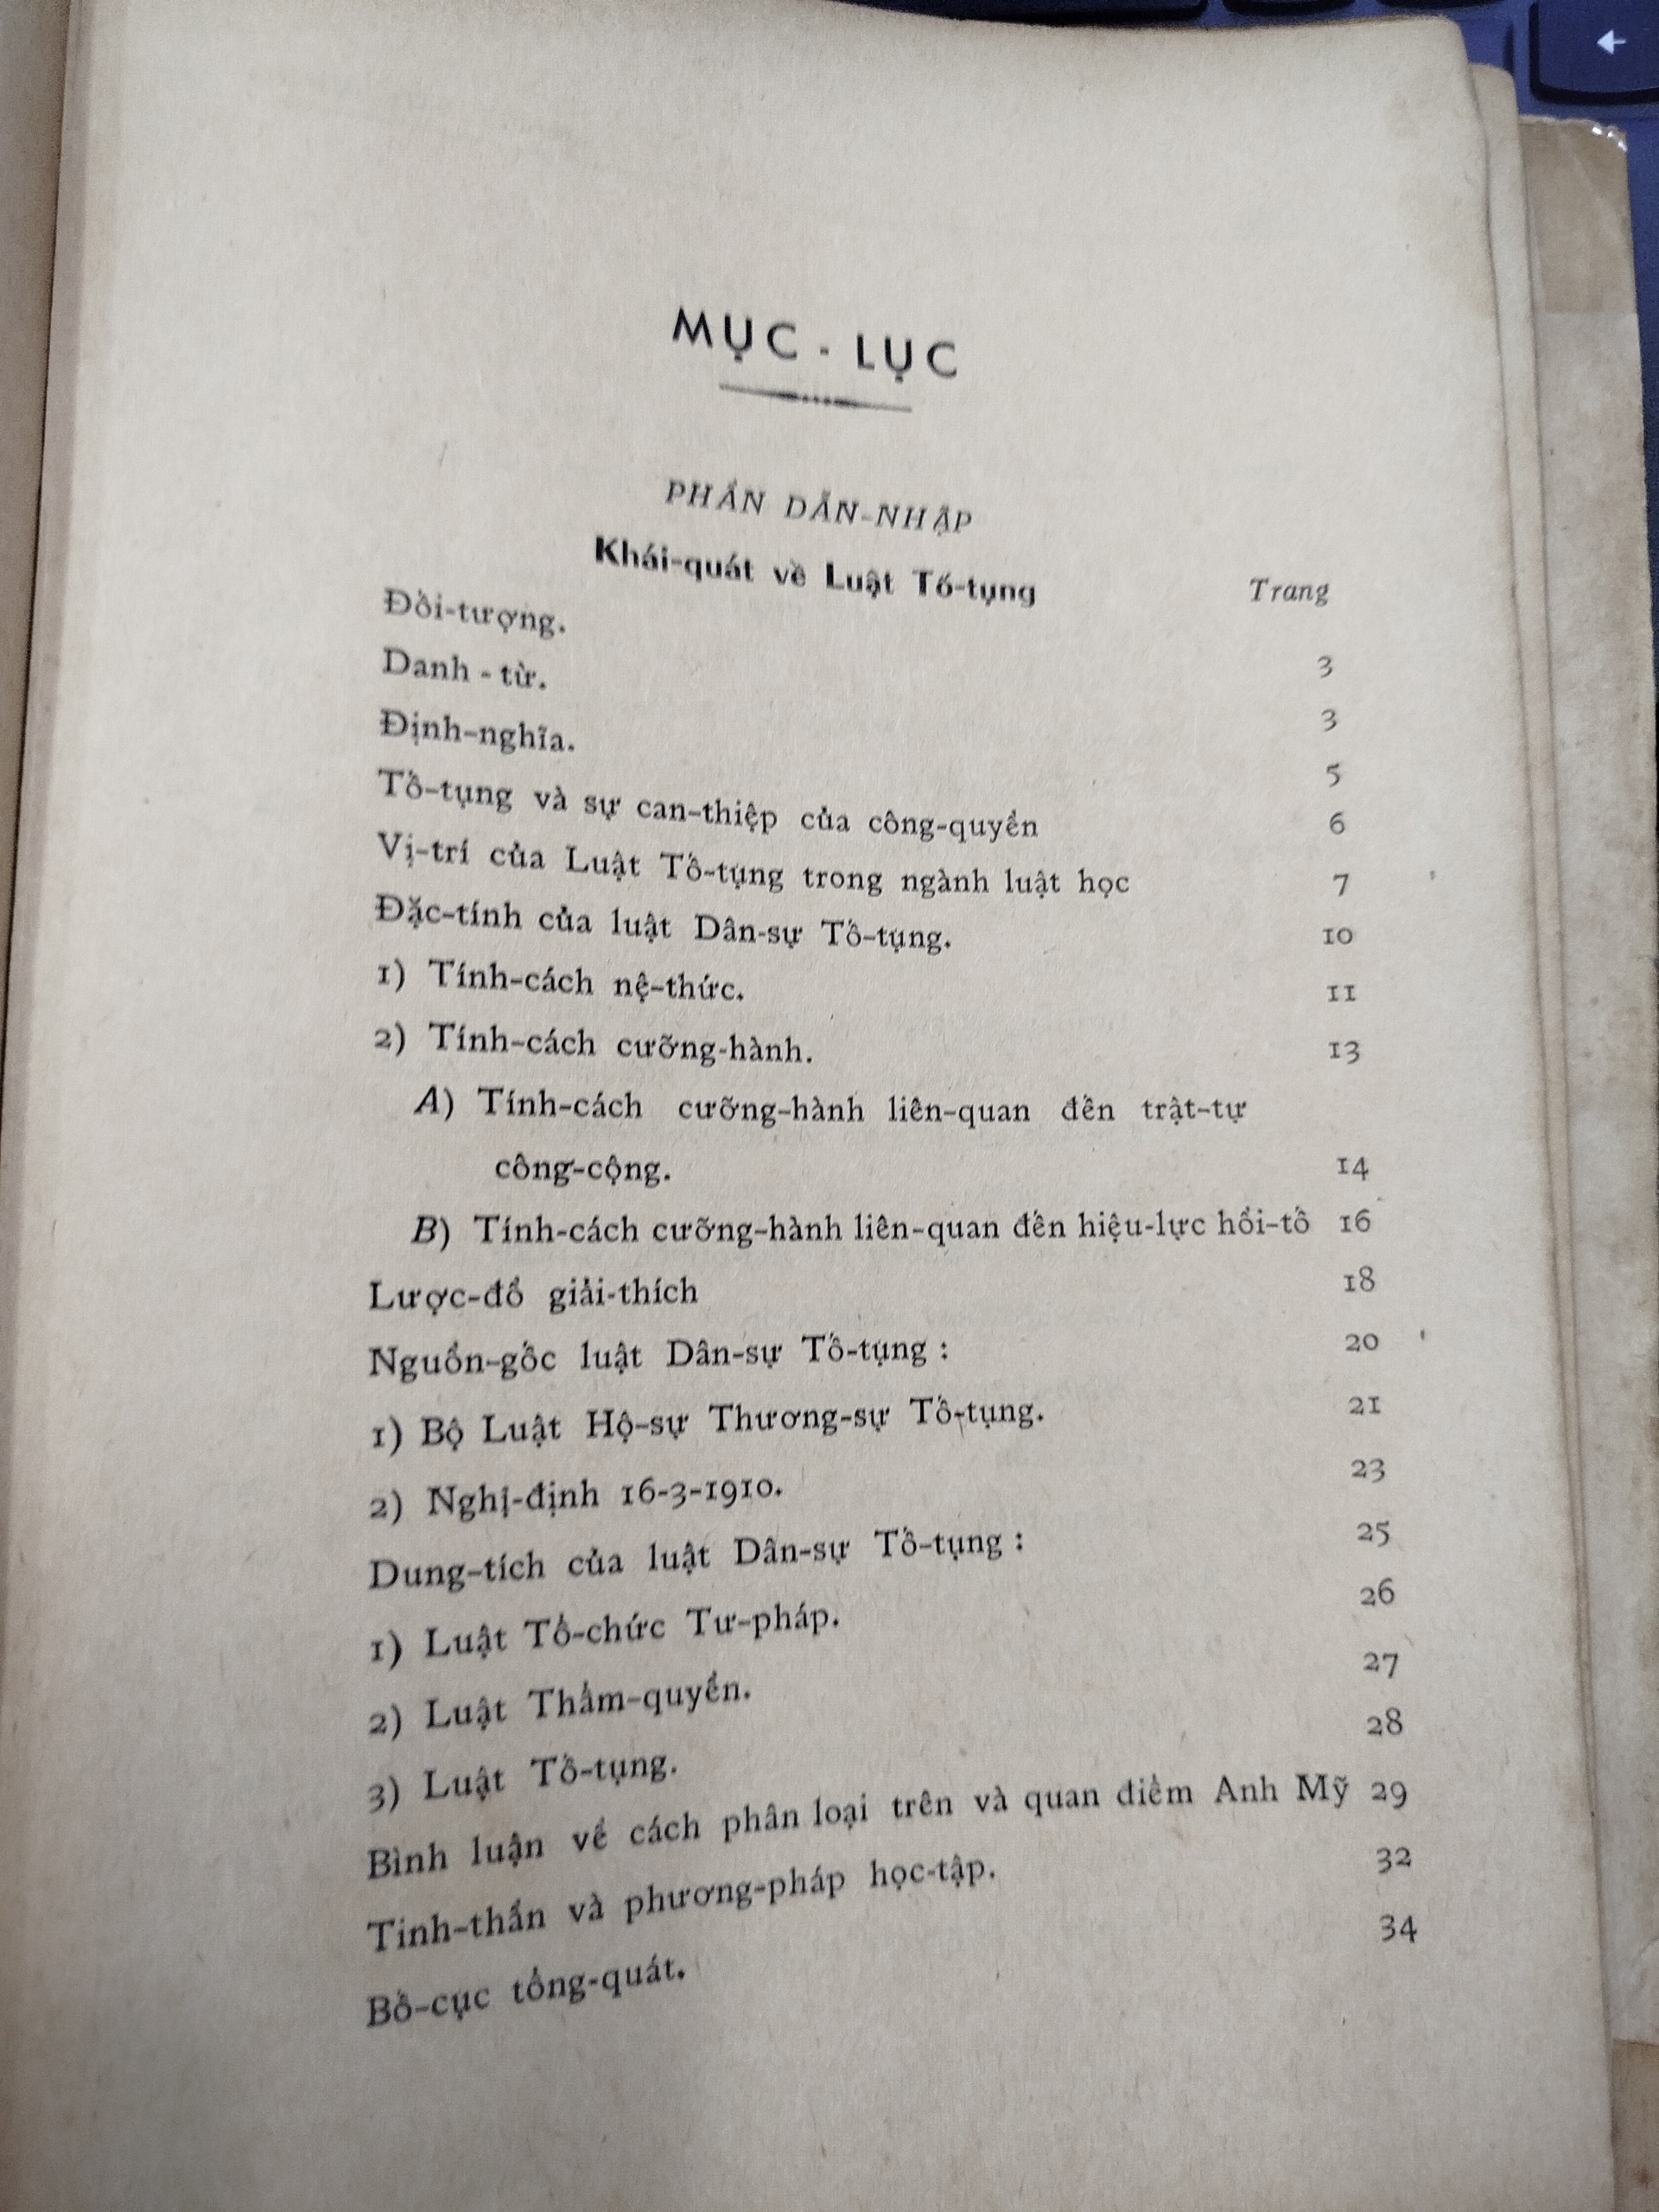 MỤC - LỤC
PHẦN DẪN-NHẬP
Khái-quát về Luật Tố-tụng
Trang
Đối-tượng. 3
Danh - từ. 3
Định-nghĩa. 5
Tố-tụng và sự can-thiệp của công-quyền 6
Vị-trí của Luật Tố-tụng trong ngành luật học 7
Đặc-tính của luật Dân-sự Tố-tụng. 10
1) Tính-cách nệ-thức. 11
2) Tính-cách cưỡng-hành. 13
A) Tính-cách cưỡng-hành liên-quan đến trật-tự
công-cộng. 14
B) Tính-cách cưỡng-hành liên-quan đến hiệu-lực hồi-tố 16
Lược-đồ giải-thích 18
Nguồn-gốc luật Dân-sự Tố-tụng : 20
1) Bộ Luật Hộ-sự Thương-sự Tố-tụng. 21
2) Nghị-định 16-3-1910. 23
Dung-tích của luật Dân-sự Tố-tụng : 25
1) Luật Tổ-chức Tư-pháp. 26
2) Luật Thẩm-quyền. 27
3) Luật Tố-tụng. 28
Bình luận về cách phân loại trên và quan điểm Anh Mỹ 29
Tinh-thần và phương-pháp học-tập. 32
Bố-cục tổng-quát. 34